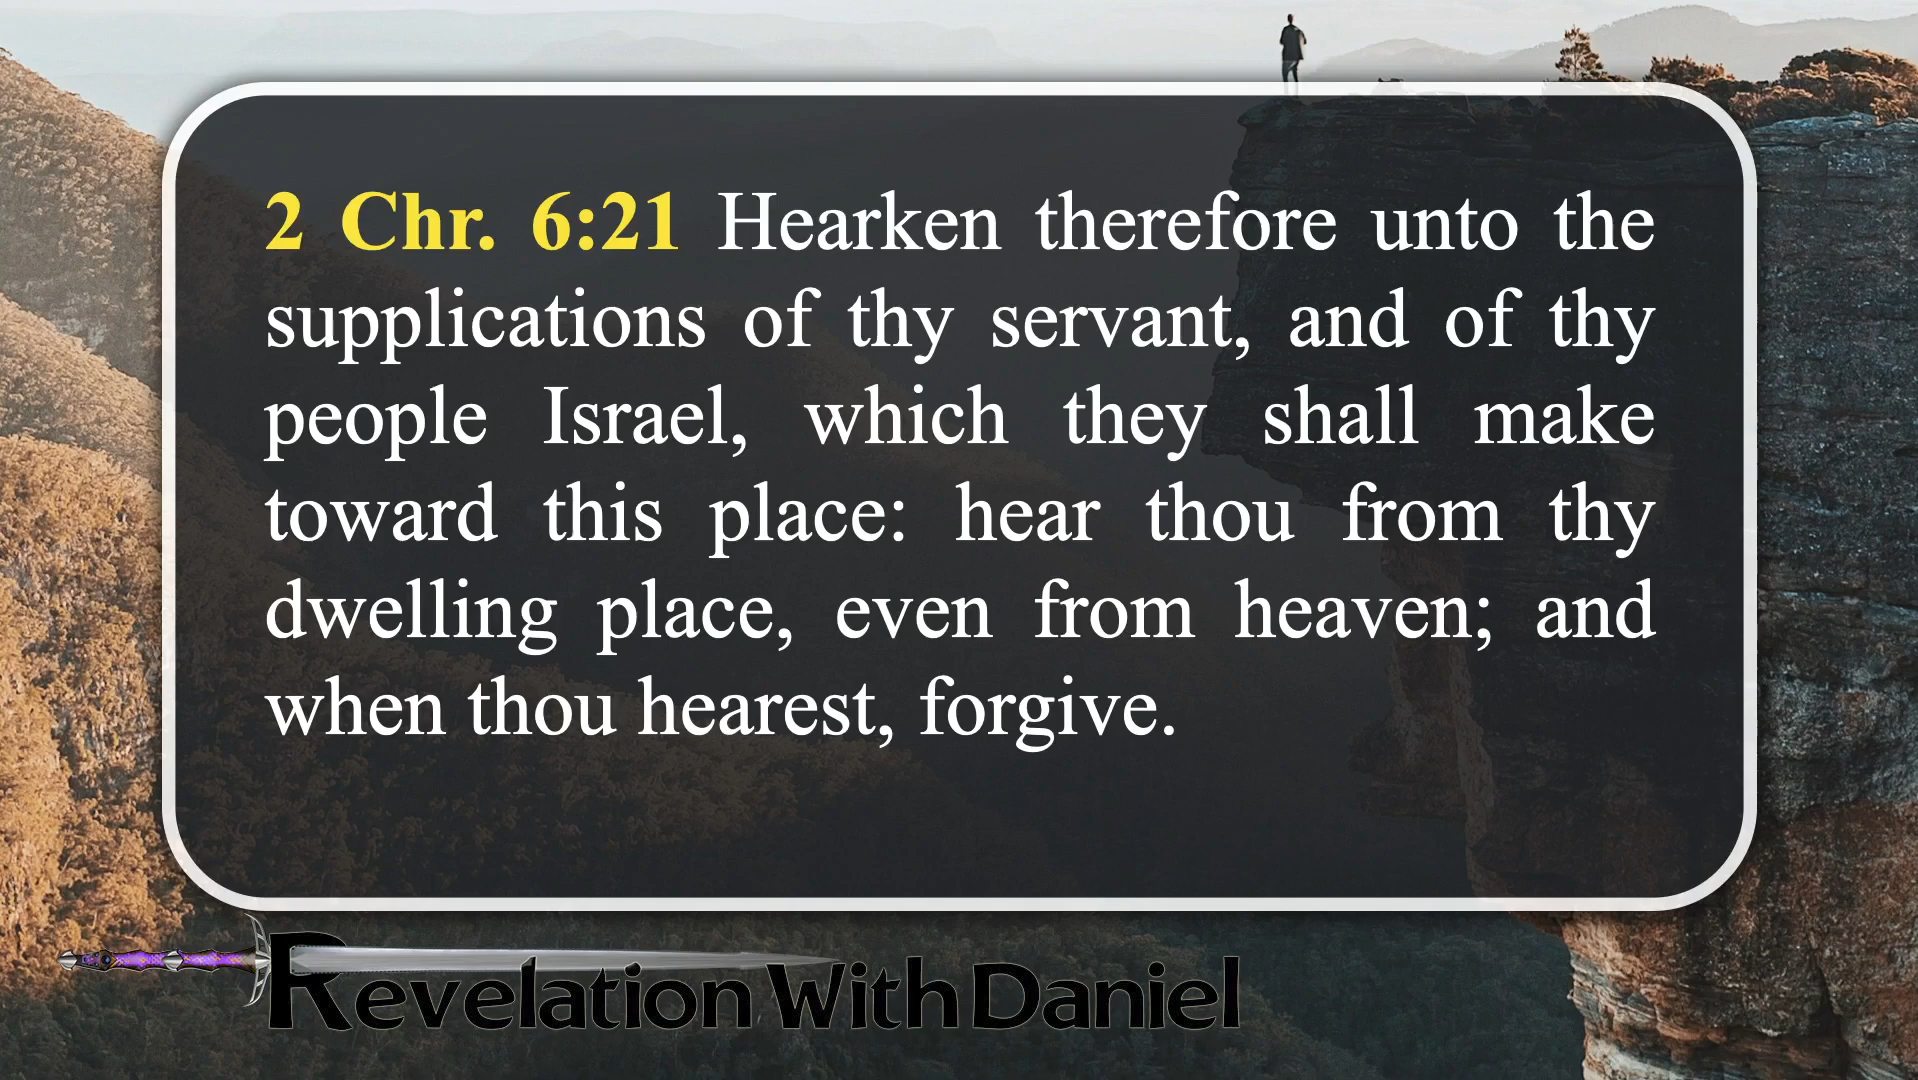 2 Chr. 6:21 Hearken therefore unto the
supplications of thy servant, and of thy
people Israel, which they shall make
toward this place: hear thou from thy
dwelling place, even from heaven; and
when thou hearest, forgive.
Revelation With Daniel